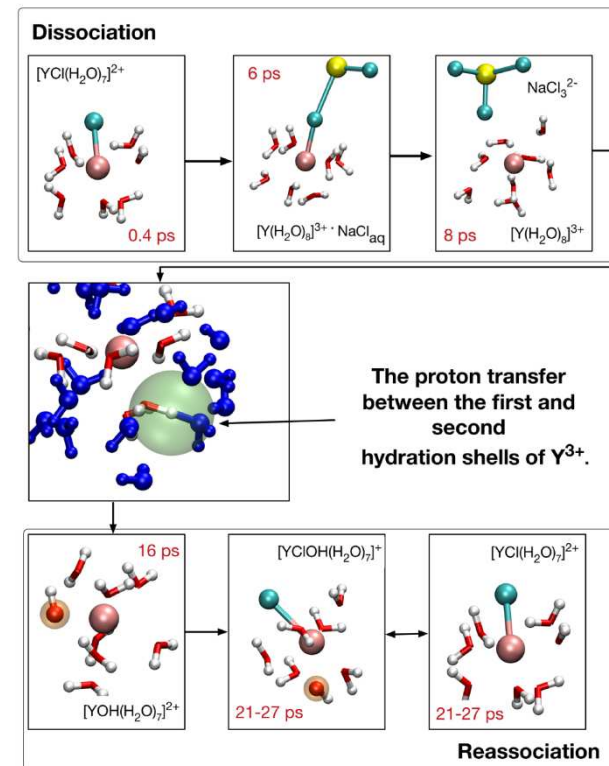 Dissociation
[YCl(H₂O)₇]²⁺
0.4 ps
6 ps
[Y(H₂O)₈]³⁺ · NaClaq
NaCl₃²⁻
8 ps
[Y(H₂O)₈]³⁺
The proton transfer
between the first and
second
hydration shells of Y³⁺.
16 ps
[YOH(H₂O)₇]²⁺
[YClOH(H₂O)₇]⁺
21-27 ps
[YCl(H₂O)₇]²⁺
21-27 ps
Reassociation